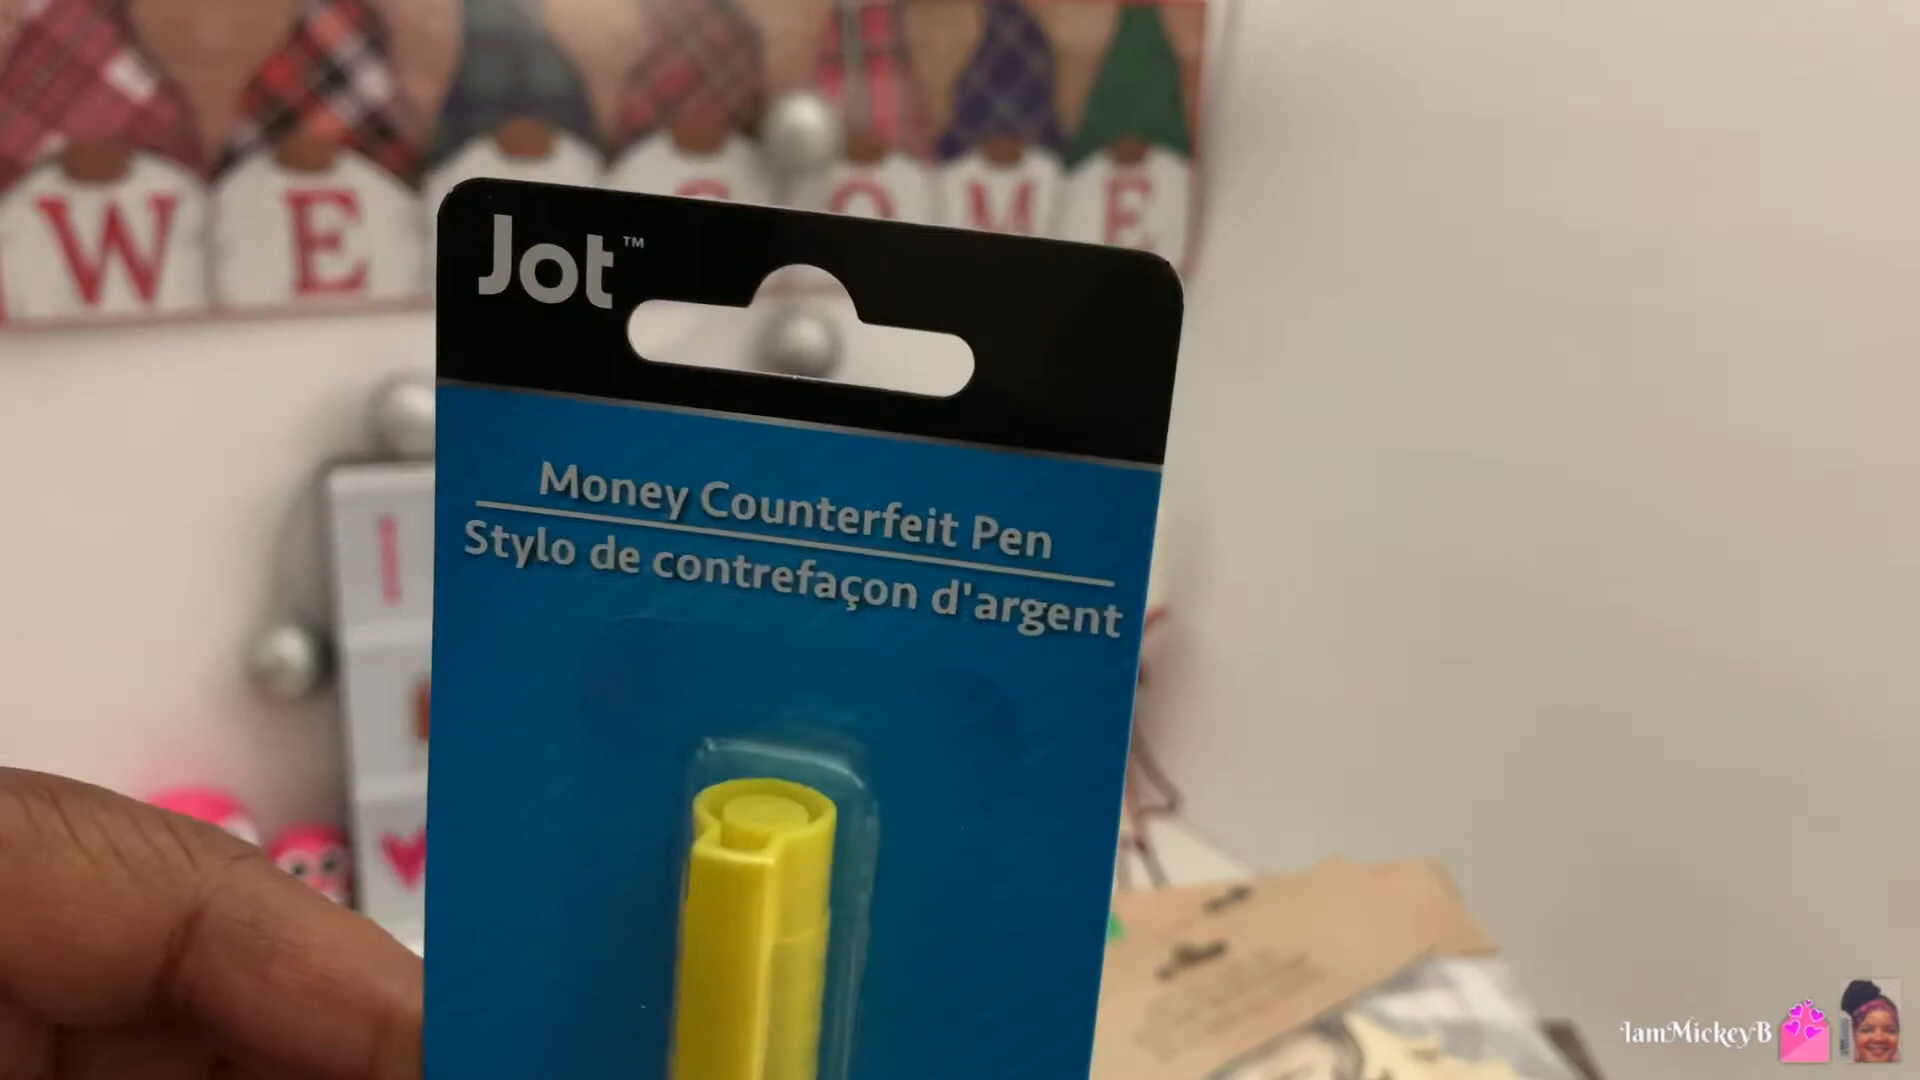 W E C O M E
Jot™
Money Counterfeit Pen
Stylo de contrefaçon d'argent
IamMickeyB